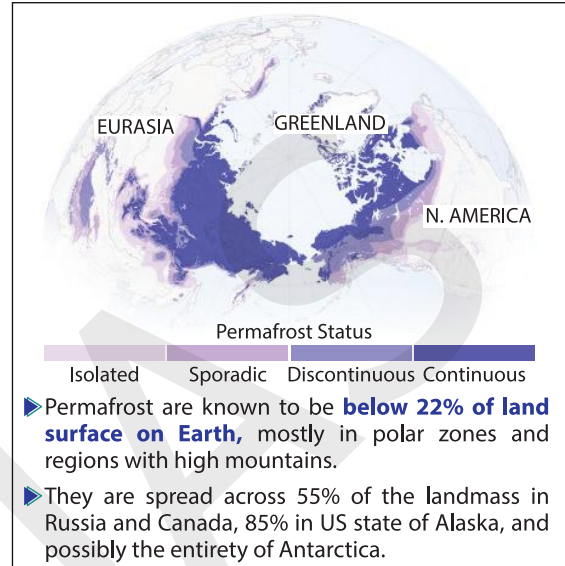 EURASIA
GREENLAND
N. AMERICA
Permafrost Status
Isolated Sporadic Discontinuous Continuous
Permafrost are known to be below 22% of land
surface on Earth, mostly in polar zones and
regions with high mountains.
They are spread across 55% of the landmass in
Russia and Canada, 85% in US state of Alaska, and
possibly the entirety of Antarctica.